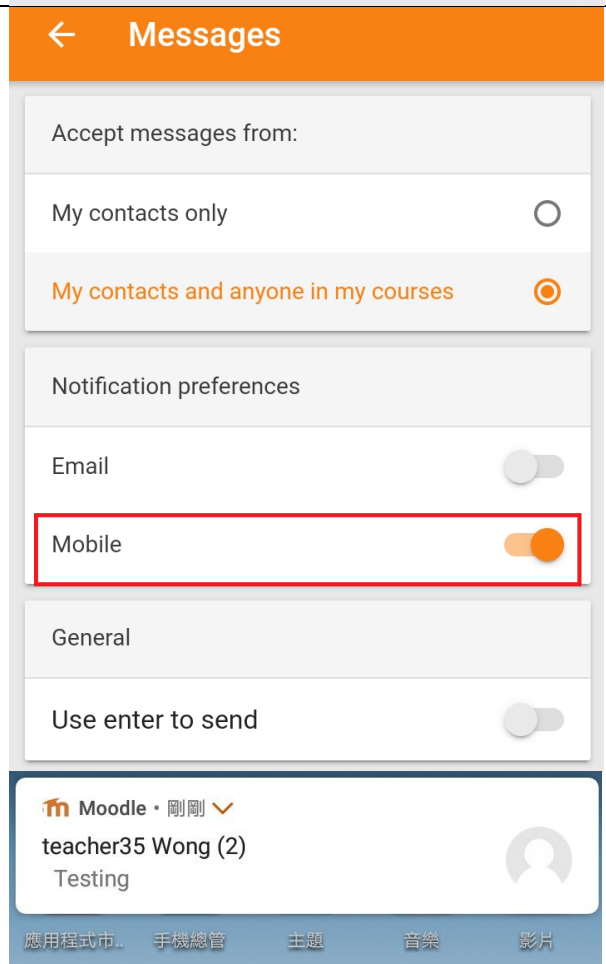 Messages
Accept messages from:
My contacts only
My contacts and anyone in my courses
Notification preferences
Email
Mobile
General
Use enter to send
Moodle • 剛剛
teacher35 Wong (2)
Testing
應用程式市.. 手機總管 主題 音樂 影片